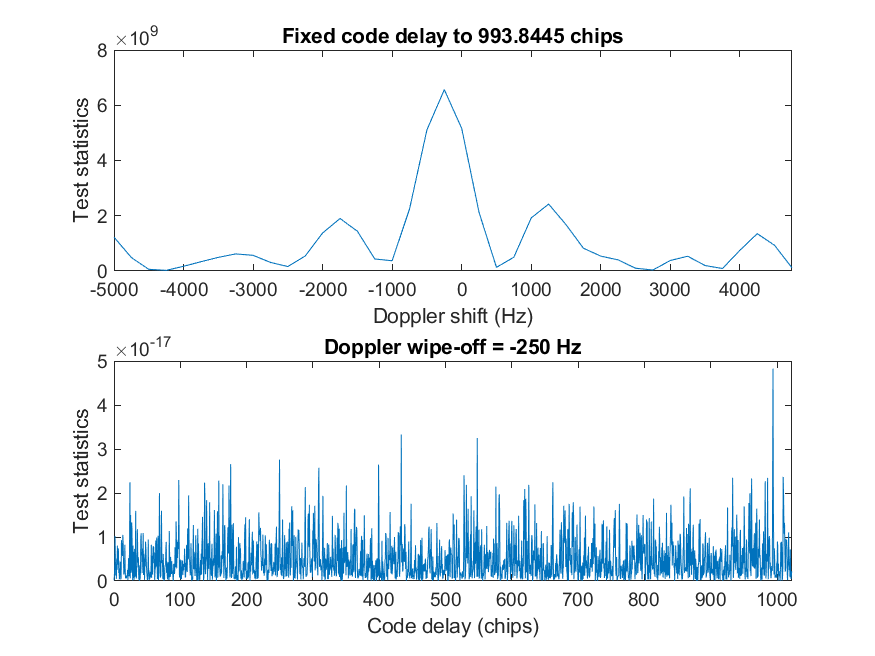 ×10^9
Fixed code delay to 993.8445 chips
Test statistics
8
6
4
2
0
-5000 -4000 -3000 -2000 -1000 0 1000 2000 3000 4000
Doppler shift (Hz)
×10^-17
Doppler wipe-off = -250 Hz
Test statistics
5
4
3
2
1
0
0 100 200 300 400 500 600 700 800 900 1000
Code delay (chips)